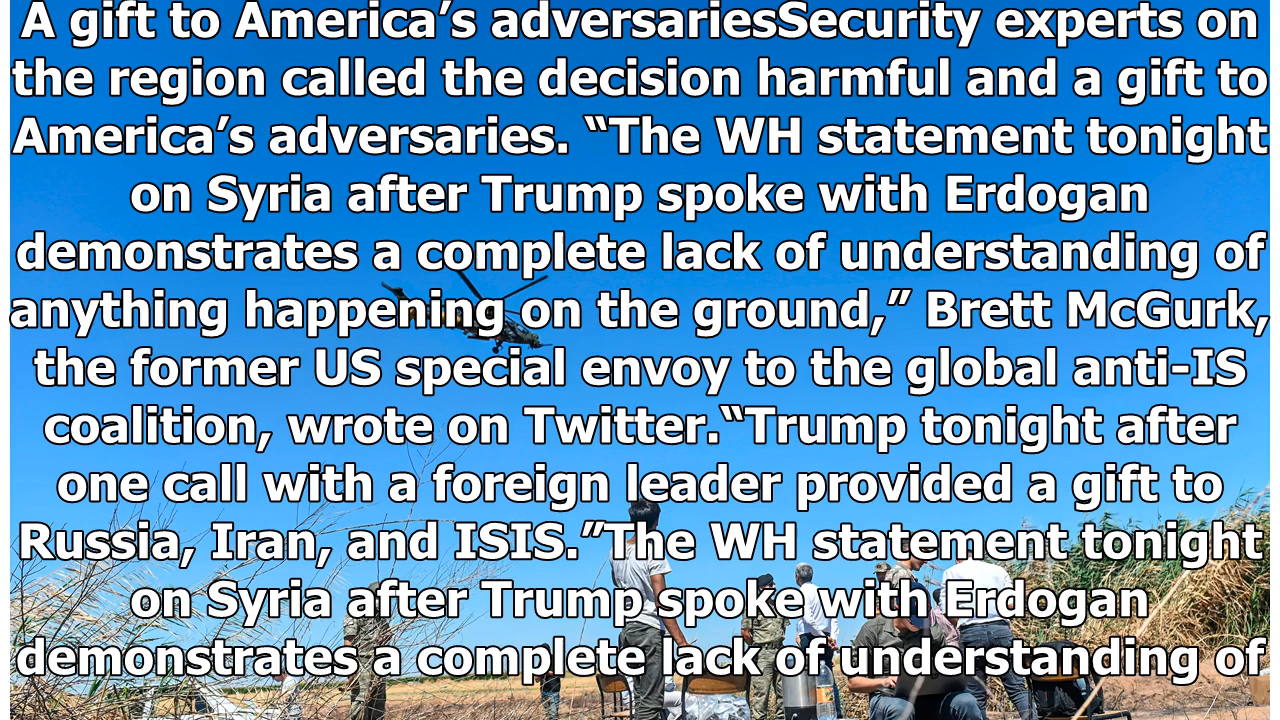 A gift to America’s adversariesSecurity experts on
the region called the decision harmful and a gift to
America’s adversaries. “The WH statement tonight
on Syria after Trump spoke with Erdogan
demonstrates a complete lack of understanding of
anything happening on the ground,” Brett McGurk,
the former US special envoy to the global anti-IS
coalition, wrote on Twitter.“Trump tonight after
one call with a foreign leader provided a gift to
Russia, Iran, and ISIS.”The WH statement tonight
on Syria after Trump spoke with Erdogan
demonstrates a complete lack of understanding of